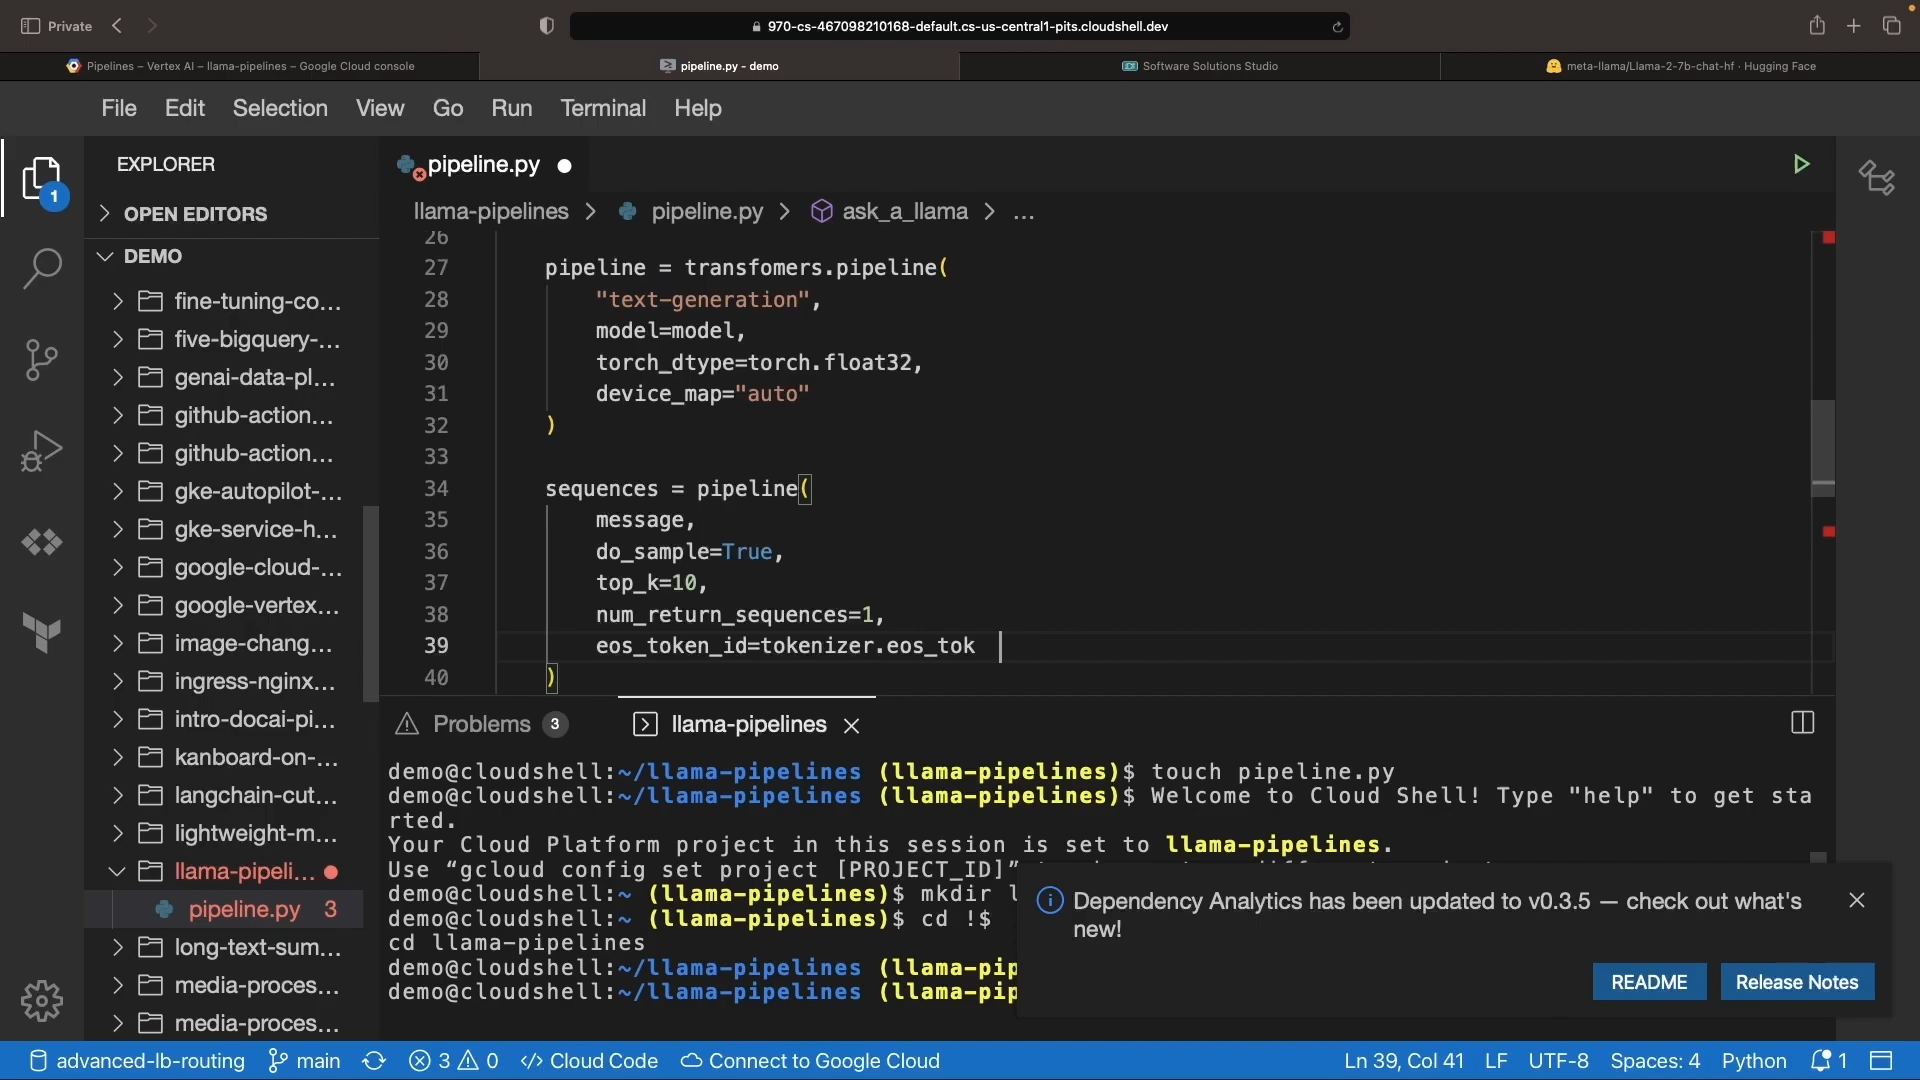 Private
970-cs-467098210168-default.cs-us-central1-pits.cloudshell.dev
Pipelines – Vertex AI – llama-pipelines – Google Cloud console
pipeline.py - demo
Software Solutions Studio
meta-llama/Llama-2-7b-chat-hf · Hugging Face
File Edit Selection View Go Run Terminal Help
EXPLORER
OPEN EDITORS
DEMO
fine-tuning-co...
five-bigquery-...
genai-data-pl...
github-action...
github-action...
gke-autopilot-...
gke-service-h...
google-cloud-...
google-vertex...
image-chang...
ingress-nginx...
intro-docai-pi...
kanboard-on-...
langchain-cut...
lightweight-m...
llama-pipeli...
pipeline.py 3
long-text-sum...
media-proces...
media-proces...
1
pipeline.py
llama-pipelines > pipeline.py > ask_a_llama > ...
26
27 pipeline = transfomers.pipeline(
28 "text-generation",
29 model=model,
30 torch_dtype=torch.float32,
31 device_map="auto"
32 )
33
34 sequences = pipeline(
35 message,
36 do_sample=True,
37 top_k=10,
38 num_return_sequences=1,
39 eos_token_id=tokenizer.eos_tok
40 )
Problems 3
llama-pipelines
demo@cloudshell:~/llama-pipelines (llama-pipelines)$ touch pipeline.py
demo@cloudshell:~/llama-pipelines (llama-pipelines)$ Welcome to Cloud Shell! Type "help" to get sta
rted.
Your Cloud Platform project in this session is set to llama-pipelines.
Use “gcloud config set project [PROJECT_ID]”
demo@cloudshell:~ (llama-pipelines)$ mkdir l
demo@cloudshell:~ (llama-pipelines)$ cd !$
cd llama-pipelines
demo@cloudshell:~/llama-pipelines (llama-pip
demo@cloudshell:~/llama-pipelines (llama-pip
Dependency Analytics has been updated to v0.3.5 — check out what's
new!
README
Release Notes
advanced-lb-routing main 3 0 Cloud Code Connect to Google Cloud Ln 39, Col 41 LF UTF-8 Spaces: 4 Python 1